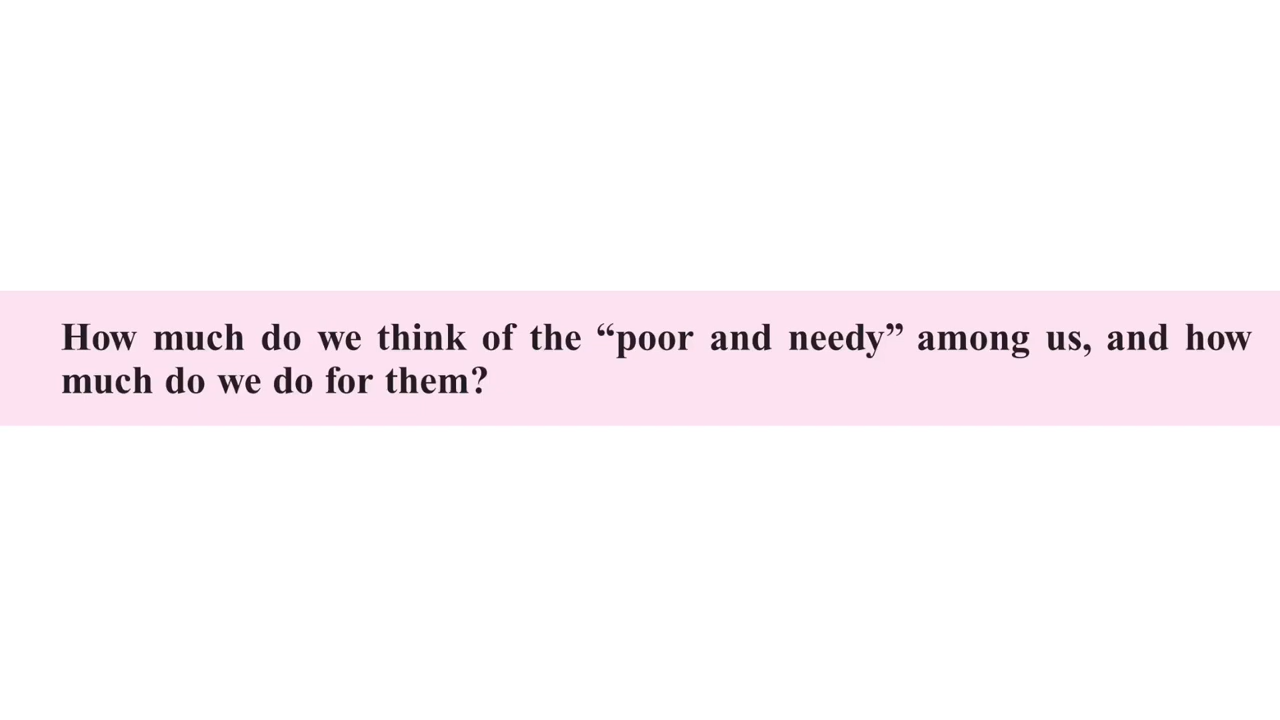 How much do we think of the “poor and needy” among us, and how
much do we do for them?